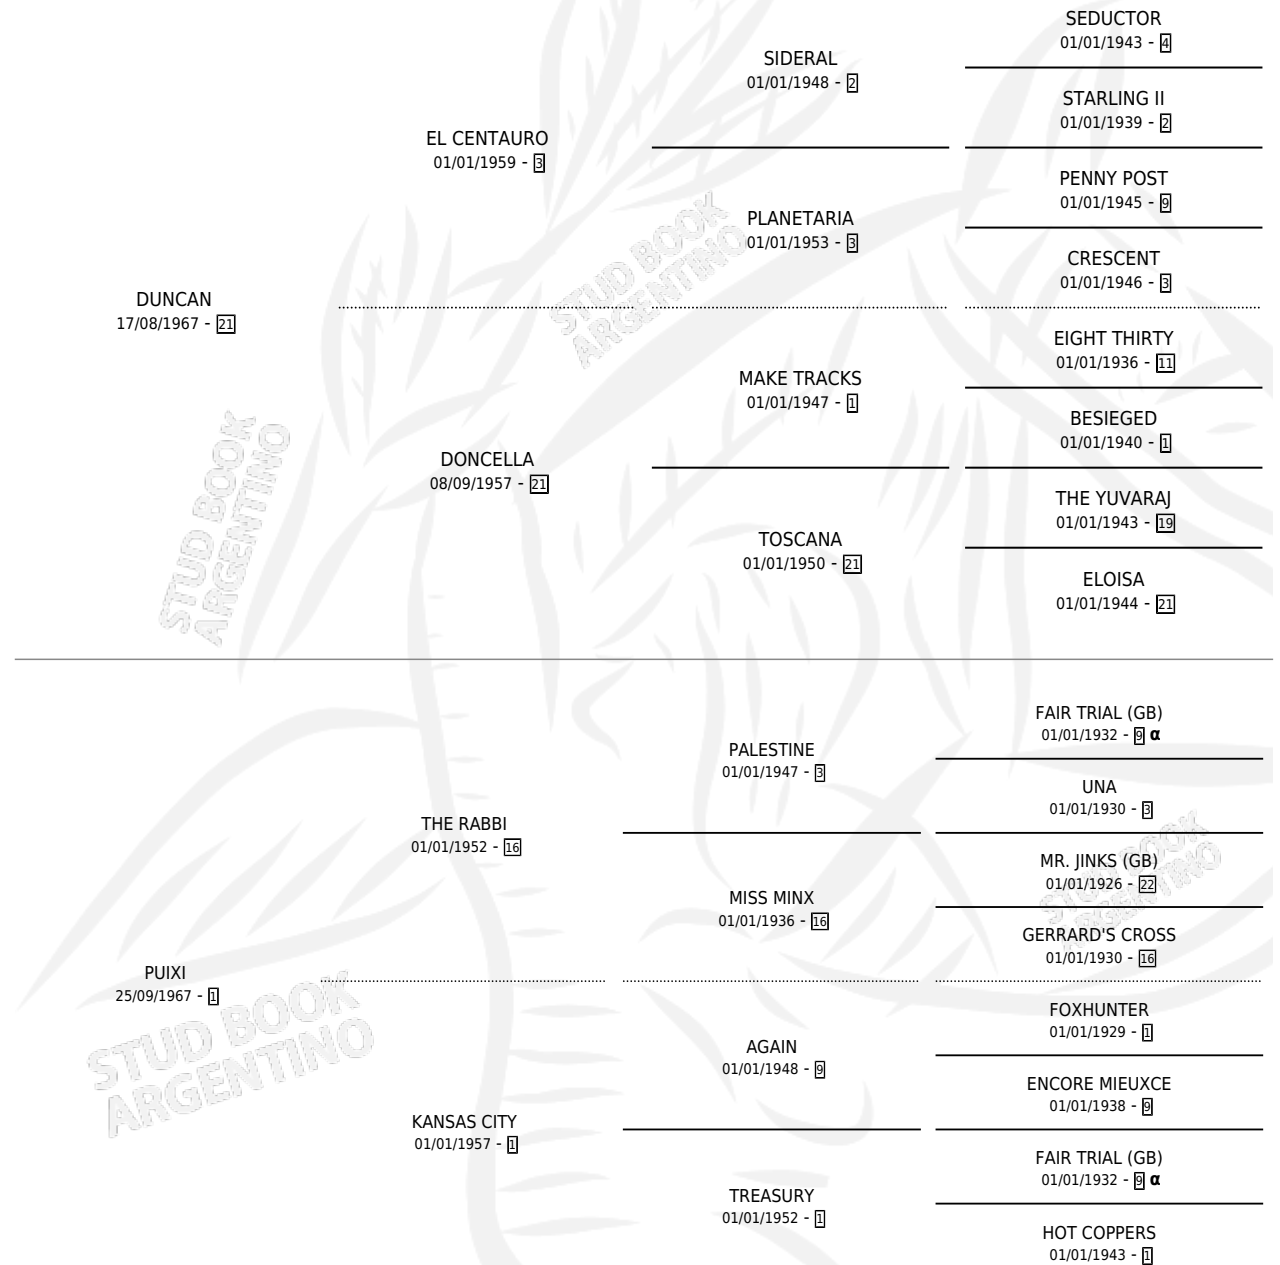 SEDUCTOR
01/01/1943 - 4
SIDERAL
01/01/1948 - 2
STARLING II
01/01/1939 - 2
EL CENTAURO
01/01/1959 - 3
PENNY POST
01/01/1945 - 9
PLANETARIA
01/01/1953 - 3
CRESCENT
01/01/1946 - 3
DUNCAN
17/08/1967 - 21
EIGHT THIRTY
01/01/1936 - 11
MAKE TRACKS
01/01/1947 - 1
BESIEGED
01/01/1940 - 1
DONCELLA
08/09/1957 - 21
THE YUVARAJ
01/01/1943 - 19
TOSCANA
01/01/1950 - 21
ELOISA
01/01/1944 - 21
STUD BOOK
ARGENTINO
STUD BOOK
ARGENTINO
FAIR TRIAL (GB)
01/01/1932 - 9 α
PALESTINE
01/01/1947 - 3
UNA
01/01/1930 - 3
THE RABBI
01/01/1952 - 16
MR. JINKS (GB)
01/01/1926 - 22
MISS MINX
01/01/1936 - 16
GERRARD'S CROSS
01/01/1930 - 16
PUIXI
25/09/1967 - 1
FOXHUNTER
01/01/1929 - 1
AGAIN
01/01/1948 - 9
ENCORE MIEUXCE
01/01/1938 - 9
KANSAS CITY
01/01/1957 - 1
FAIR TRIAL (GB)
01/01/1932 - 9 α
TREASURY
01/01/1952 - 1
HOT COPPERS
01/01/1943 - 1
STUD BOOK
ARGENTINO
STUD BOOK
ARGENTINO